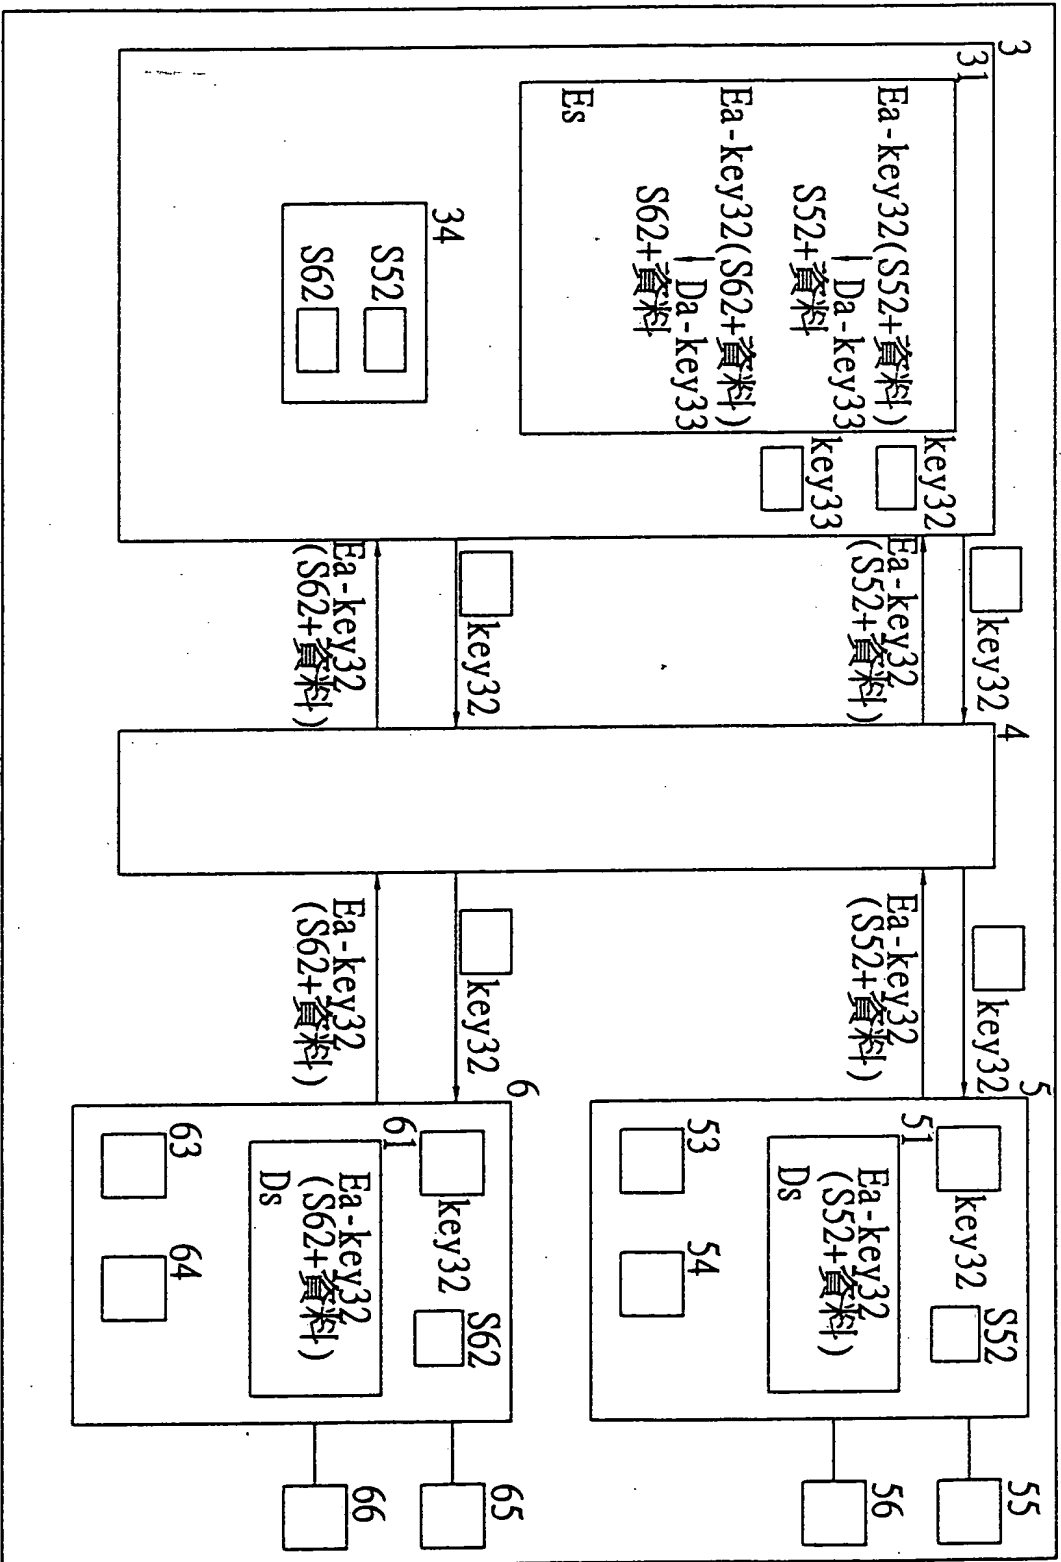 3
31
Ea-key32(S52+資料)
Da-key33
S52+資料
Ea-key32(S62+資料)
Da-key33
S62+資料
Es
key32
key33
34
S52
S62
key32
Ea-key32
(S52+資料)
key32
Ea-key32
(S62+資料)
4
key32
Ea-key32
(S52+資料)
key32
Ea-key32
(S62+資料)
5
key32
S52
51
Ea-key32
(S52+資料)
Ds
53
54
55
56
6
key32
S62
61
Ea-key32
(S62+資料)
Ds
63
64
65
66